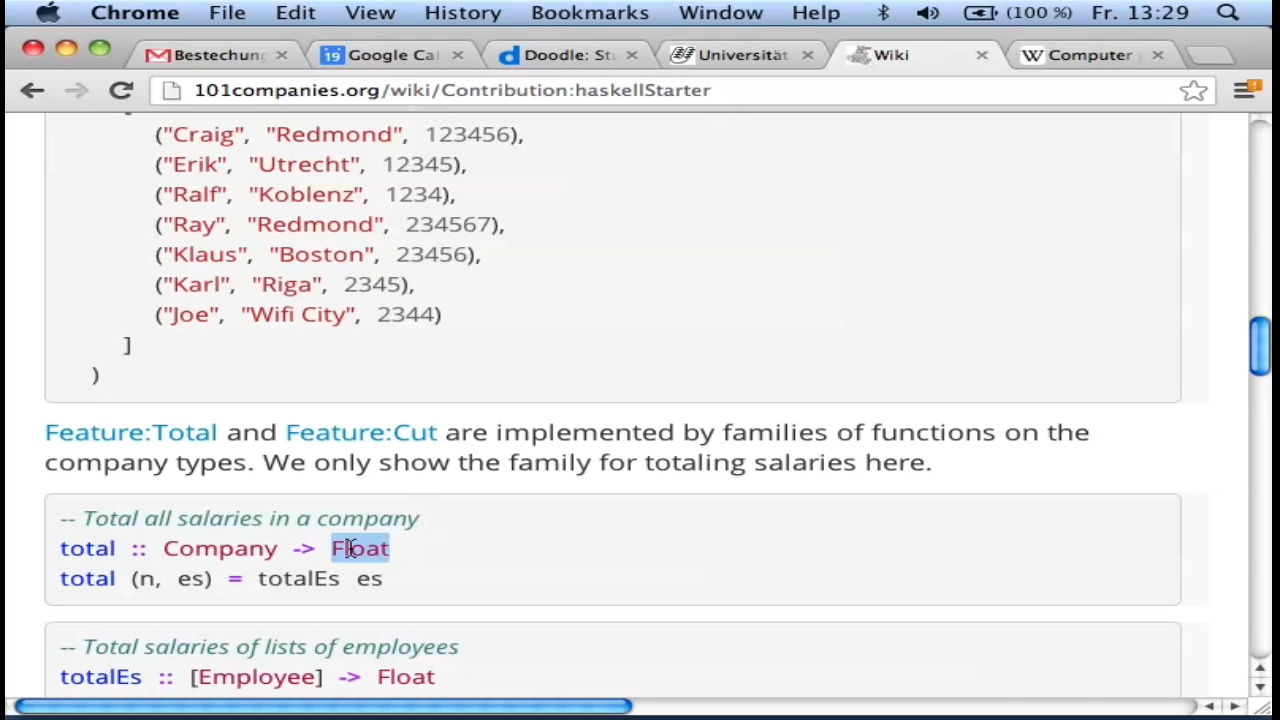 Chrome File Edit View History Bookmarks Window Help (100 %) Fr. 13:29
Bestechung 19 Google Cal Doodle: Stu Universität Wiki W Computer
101companies.org/wiki/Contribution:haskellStarter
[
("Craig", "Redmond", 123456),
("Erik", "Utrecht", 12345),
("Ralf", "Koblenz", 1234),
("Ray", "Redmond", 234567),
("Klaus", "Boston", 23456),
("Karl", "Riga", 2345),
("Joe", "Wifi City", 2344)
]
)
Feature:Total and Feature:Cut are implemented by families of functions on the
company types. We only show the family for totaling salaries here.
-- Total all salaries in a company
total :: Company -> Float
total (n, es) = totalEs es
-- Total salaries of lists of employees
totalEs :: [Employee] -> Float